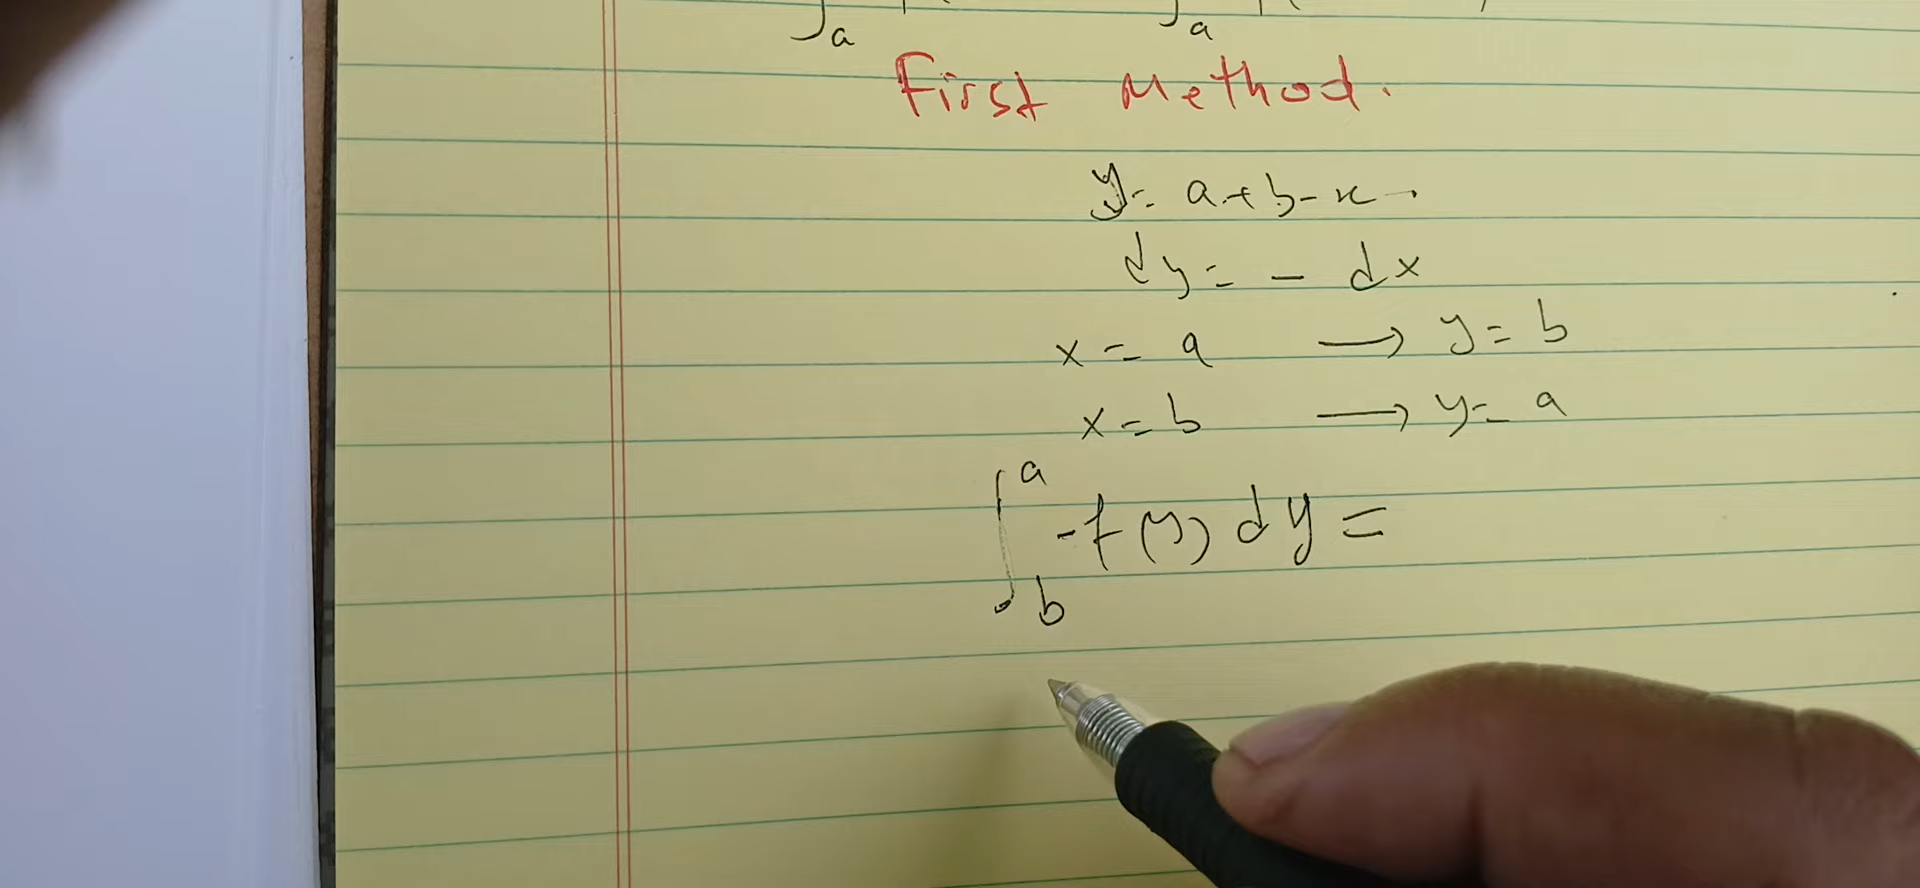 ∫a ∫a
First Method.
y = a + b - x
dy = - dx
x = a → y = b
x = b → y = a
∫_b^a -f(y) dy =